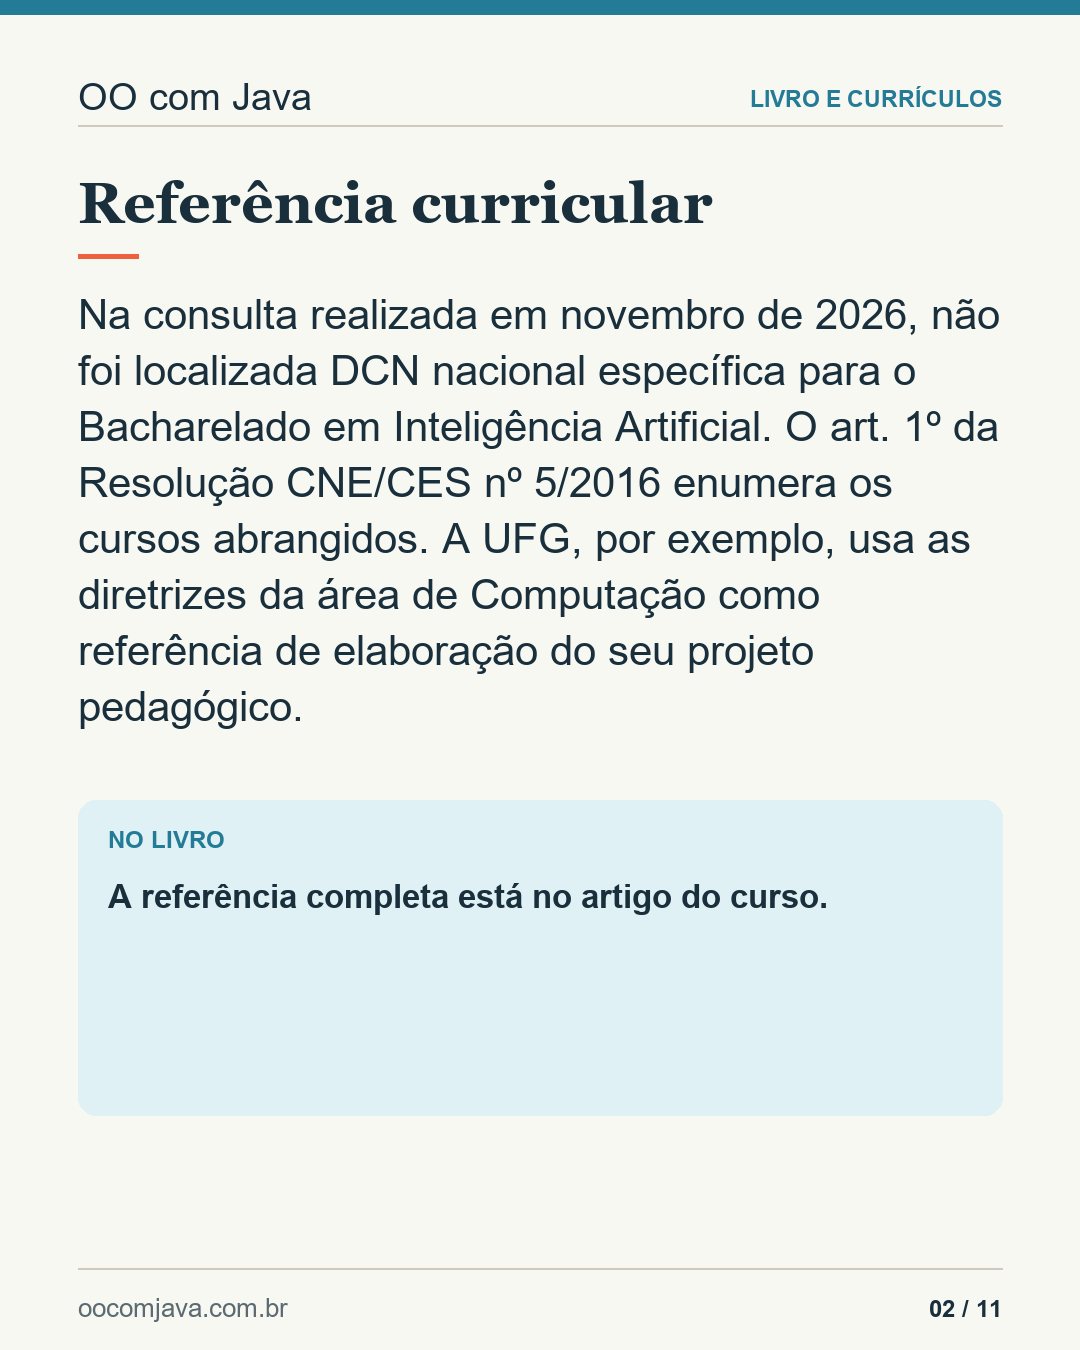 OO com Java
LIVRO E CURRÍCULOS
Referência curricular
Na consulta realizada em novembro de 2026, não
foi localizada DCN nacional específica para o
Bacharelado em Inteligência Artificial. O art. 1º da
Resolução CNE/CES nº 5/2016 enumera os
cursos abrangidos. A UFG, por exemplo, usa as
diretrizes da área de Computação como
referência de elaboração do seu projeto
pedagógico.
NO LIVRO
A referência completa está no artigo do curso.
oocomjava.com.br
02 / 11